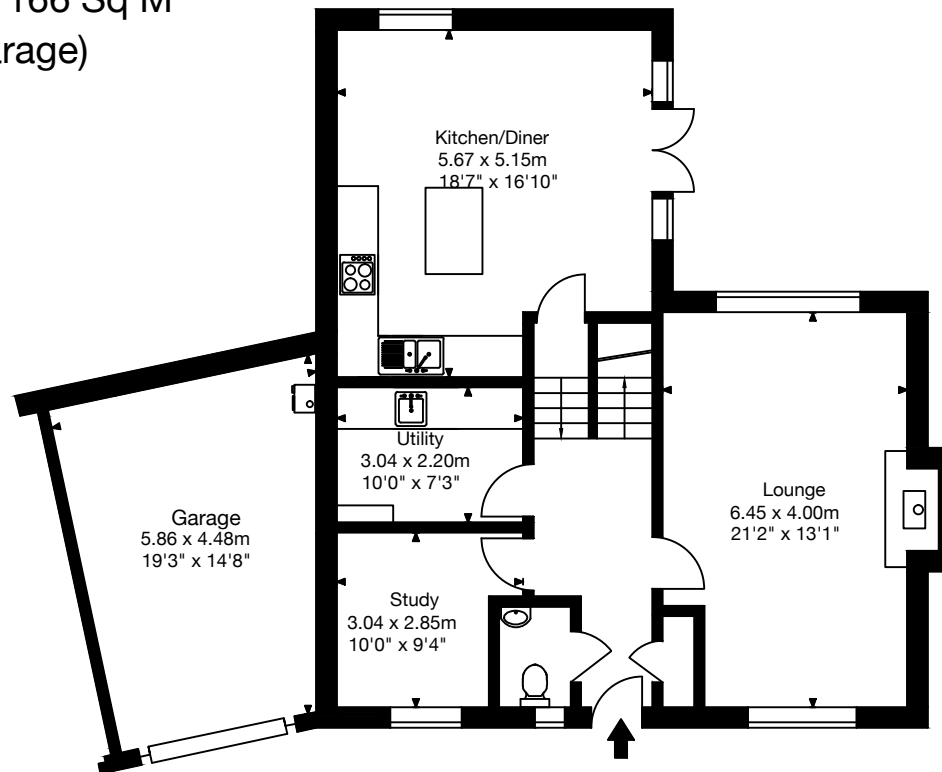 166 Sq M
Kitchen/Diner
5.67 x 5.15m
18'7" x 16'10"
Utility
3.04 x 2.20m
10'0" x 7'3"
Lounge
6.45 x 4.00m
21'2" x 13'1"
Garage
5.86 x 4.48m
19'3" x 14'8"
Study
3.04 x 2.85m
10'0" x 9'4"